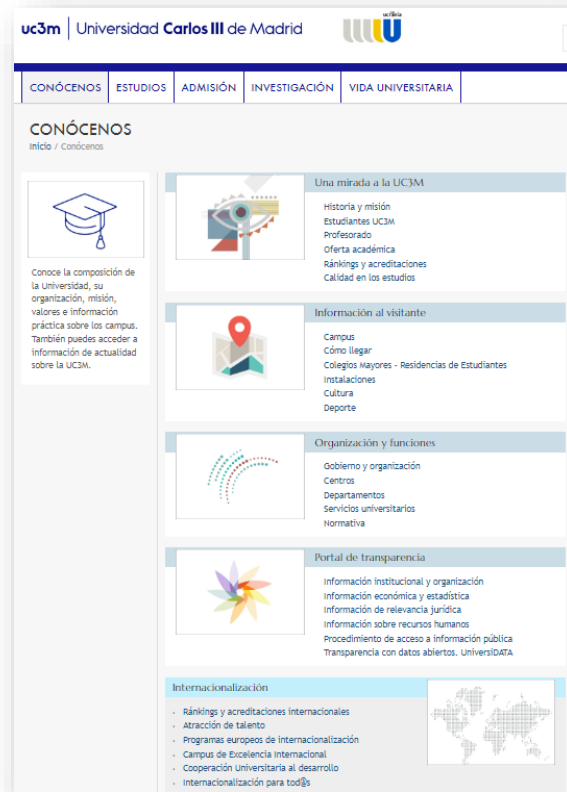 uc3m | Universidad Carlos III de Madrid
CONÓCENOS
ESTUDIOS
ADMISIÓN
INVESTIGACIÓN
VIDA UNIVERSITARIA
CONÓCENOS
Inicio / Conócenos
Conoce la composición de
la Universidad, su
organización, misión,
valores e información
práctica sobre los campus.
También puedes acceder a
información de actualidad
sobre la UC3M.
Una mirada a la UC3M
Historia y misión
Estudiantes UC3M
Profesorado
Oferta académica
Ránkings y acreditaciones
Calidad en los estudios
Información al visitante
Campus
Cómo llegar
Colegios Mayores - Residencias de Estudiantes
Instalaciones
Cultura
Deporte
Organización y funciones
Gobierno y organización
Centros
Departamentos
Servicios universitarios
Normativa
Portal de transparencia
Información institucional y organización
Información económica y estadística
Información de relevancia jurídica
Información sobre recursos humanos
Procedimiento de acceso a información pública
Transparencia con datos abiertos. UniversiDATA
Internacionalización
Ránkings y acreditaciones internacionales
Atracción de talento
Programas europeos de internacionalización
Campus de Excelencia Internacional
Cooperación Universitaria al desarrollo
Internacionalización para tod@s